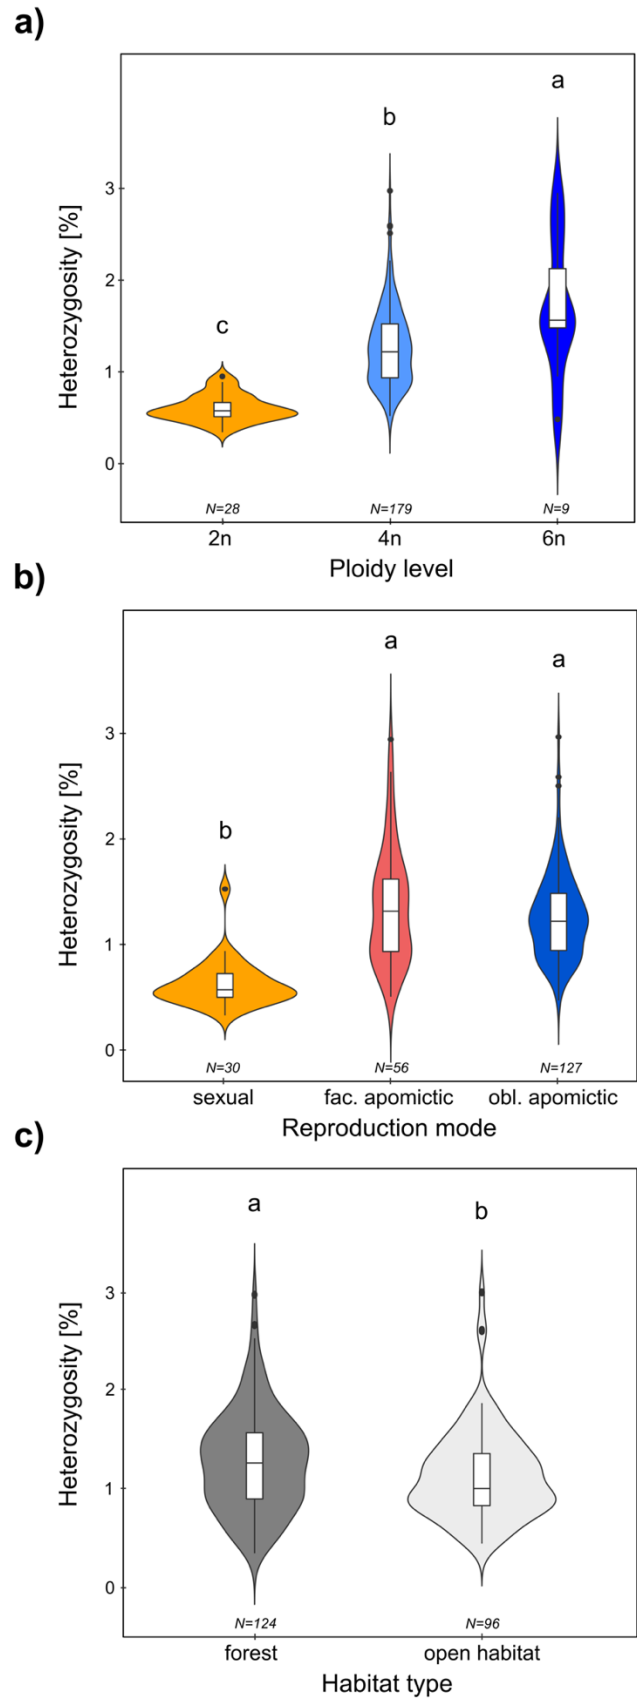 a)
a
b
c
3
2
1
0
Heterozygosity [%]
N=28 N=179 N=9
2n 4n 6n
Ploidy level
b)
a a
b
3
2
1
0
Heterozygosity [%]
N=30 N=56 N=127
sexual fac. apomictic obl. apomictic
Reproduction mode
c)
a b
3
2
1
0
Heterozygosity [%]
N=124 N=96
forest open habitat
Habitat type